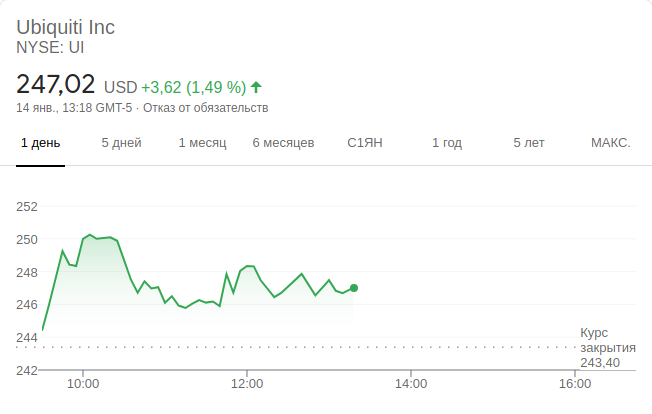 Ubiquiti Inc
NYSE: UI
247,02 USD +3,62 (1,49 %)
14 янв., 13:18 GMT-5 · Отказ от обязательств
1 день 5 дней 1 месяц 6 месяцев С1ЯН 1 год 5 лет МАКС.
252
250
248
246
244
242
Курс
закрытия
243,40
10:00 12:00 14:00 16:00